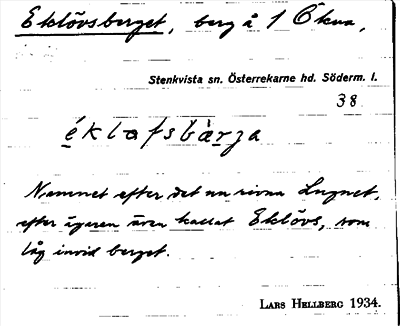 Eklövsberget, berg å 1 Ökna,
Stenkvista sn. Österrekarne hd. Söderm. l.
38
éklafsbàrja
Namnet efter det nu rivna Lugnet,
efter ägaren även kallat Eklövs, som
låg invid berget.
LARS HELLBERG 1934.